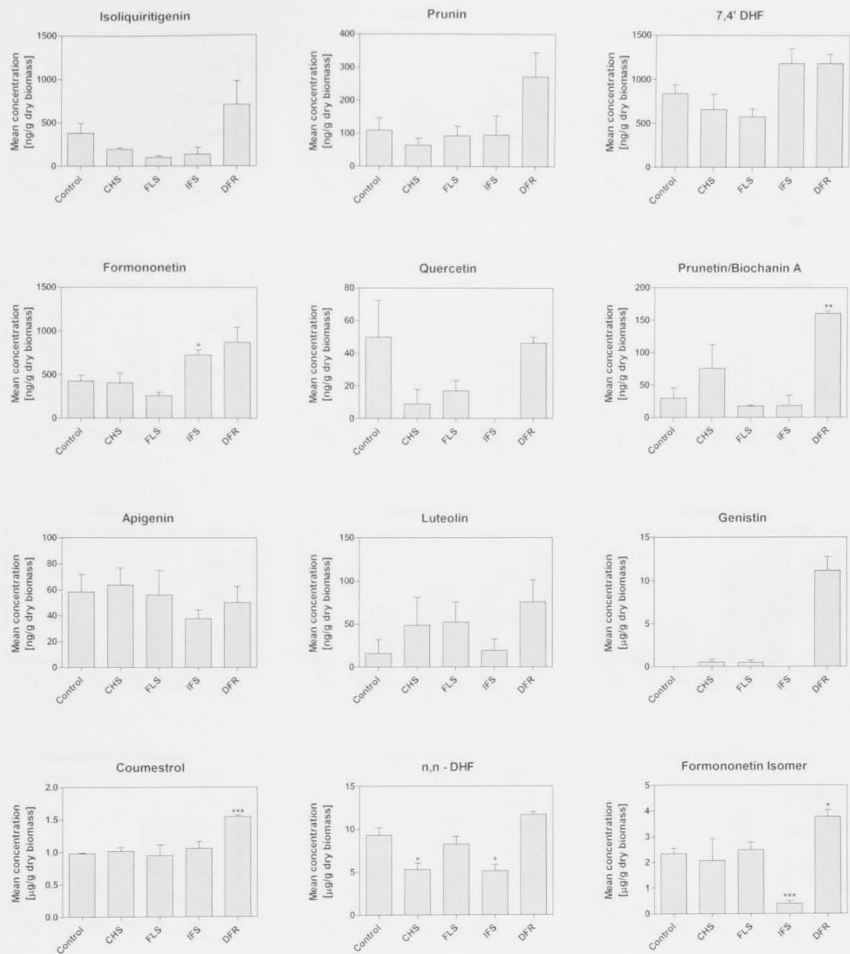 Isoliquiritigenin
Mean concentration
[ng/g dry biomass]
1500
1000
500
0
Control
CHS
FLS
IFS
DFR
Prunin
Mean concentration
[ng/g dry biomass]
400
300
200
100
0
Control
CHS
FLS
IFS
DFR
7,4' DHF
Mean concentration
[ng/g dry biomass]
1500
1000
500
0
Control
CHS
FLS
IFS
DFR
Formononetin
Mean concentration
[ng/g dry biomass]
1500
1000
500
0
*
Control
CHS
FLS
IFS
DFR
Quercetin
Mean concentration
[ng/g dry biomass]
80
60
40
20
0
Control
CHS
FLS
IFS
DFR
Prunetin/Biochanin A
Mean concentration
[ng/g dry biomass]
200
150
100
50
0
**
Control
CHS
FLS
IFS
DFR
Apigenin
Mean concentration
[ng/g dry biomass]
100
80
60
40
20
0
Control
CHS
FLS
IFS
DFR
Luteolin
Mean concentration
[ng/g dry biomass]
150
100
50
0
Control
CHS
FLS
IFS
DFR
Genistin
Mean concentration
[µg/g dry biomass]
15
10
5
0
Control
CHS
FLS
IFS
DFR
Coumestrol
Mean concentration
[µg/g dry biomass]
2.0
1.5
1.0
0.5
0.0
***
Control
CHS
FLS
IFS
DFR
n,n - DHF
Mean concentration
[µg/g dry biomass]
15
10
5
0
*
*
Control
CHS
FLS
IFS
DFR
Formononetin Isomer
Mean concentration
[µg/g dry biomass]
5
4
3
2
1
0
***
*
Control
CHS
FLS
IFS
DFR